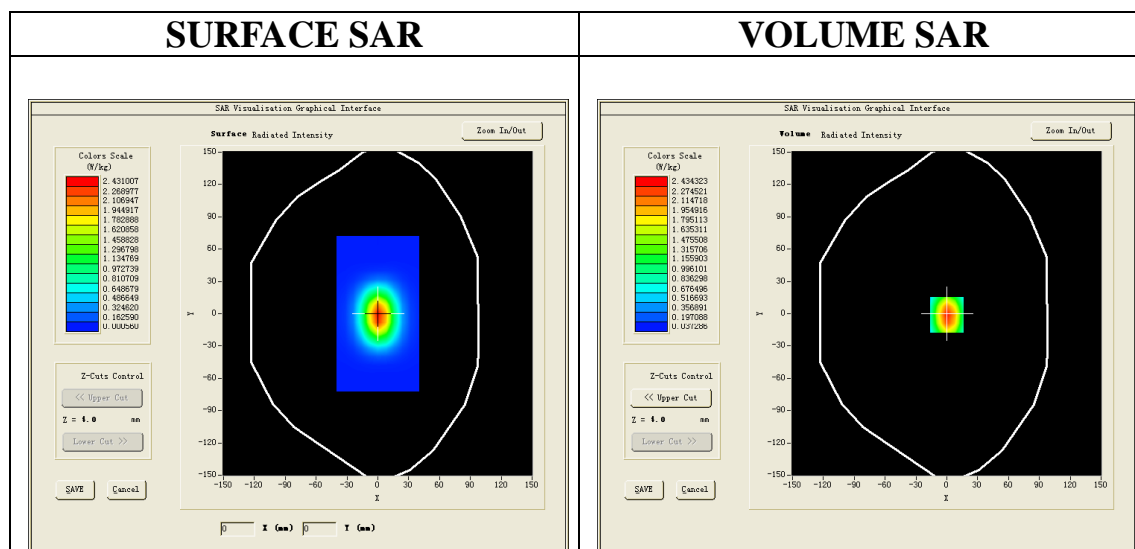 SURFACE SAR
VOLUME SAR
SAR Visualisation Graphical Interface
Surface Radiated Intensity
Zoom In/Out
Colors Scale
(W/kg)
2.431007
2.268977
2.106947
1.944917
1.782888
1.620858
1.458828
1.296798
1.134769
0.972739
0.810709
0.648679
0.486649
0.324620
0.162590
0.000560
Z-Cuts Control
<< Upper Cut
Z = 4.0 mm
Lower Cut >>
SAVE
Cancel
150
120
90
60
30
0
-30
-60
-90
-120
-150
Y
-150 -120 -90 -60 -30 0 30 60 90 120 150
X
0 X (mm) 0 Y (mm)
SAR Visualisation Graphical Interface
Volume Radiated Intensity
Zoom In/Out
Colors Scale
(W/kg)
2.434323
2.274521
2.114718
1.954916
1.795113
1.635311
1.475508
1.315706
1.155903
0.996101
0.836298
0.676496
0.516693
0.356891
0.197088
0.037286
Z-Cuts Control
<< Upper Cut
Z = 4.0 mm
Lower Cut >>
SAVE
Cancel
150
120
90
60
30
0
-30
-60
-90
-120
-150
Y
-150 -120 -90 -60 -30 0 30 60 90 120 150
X